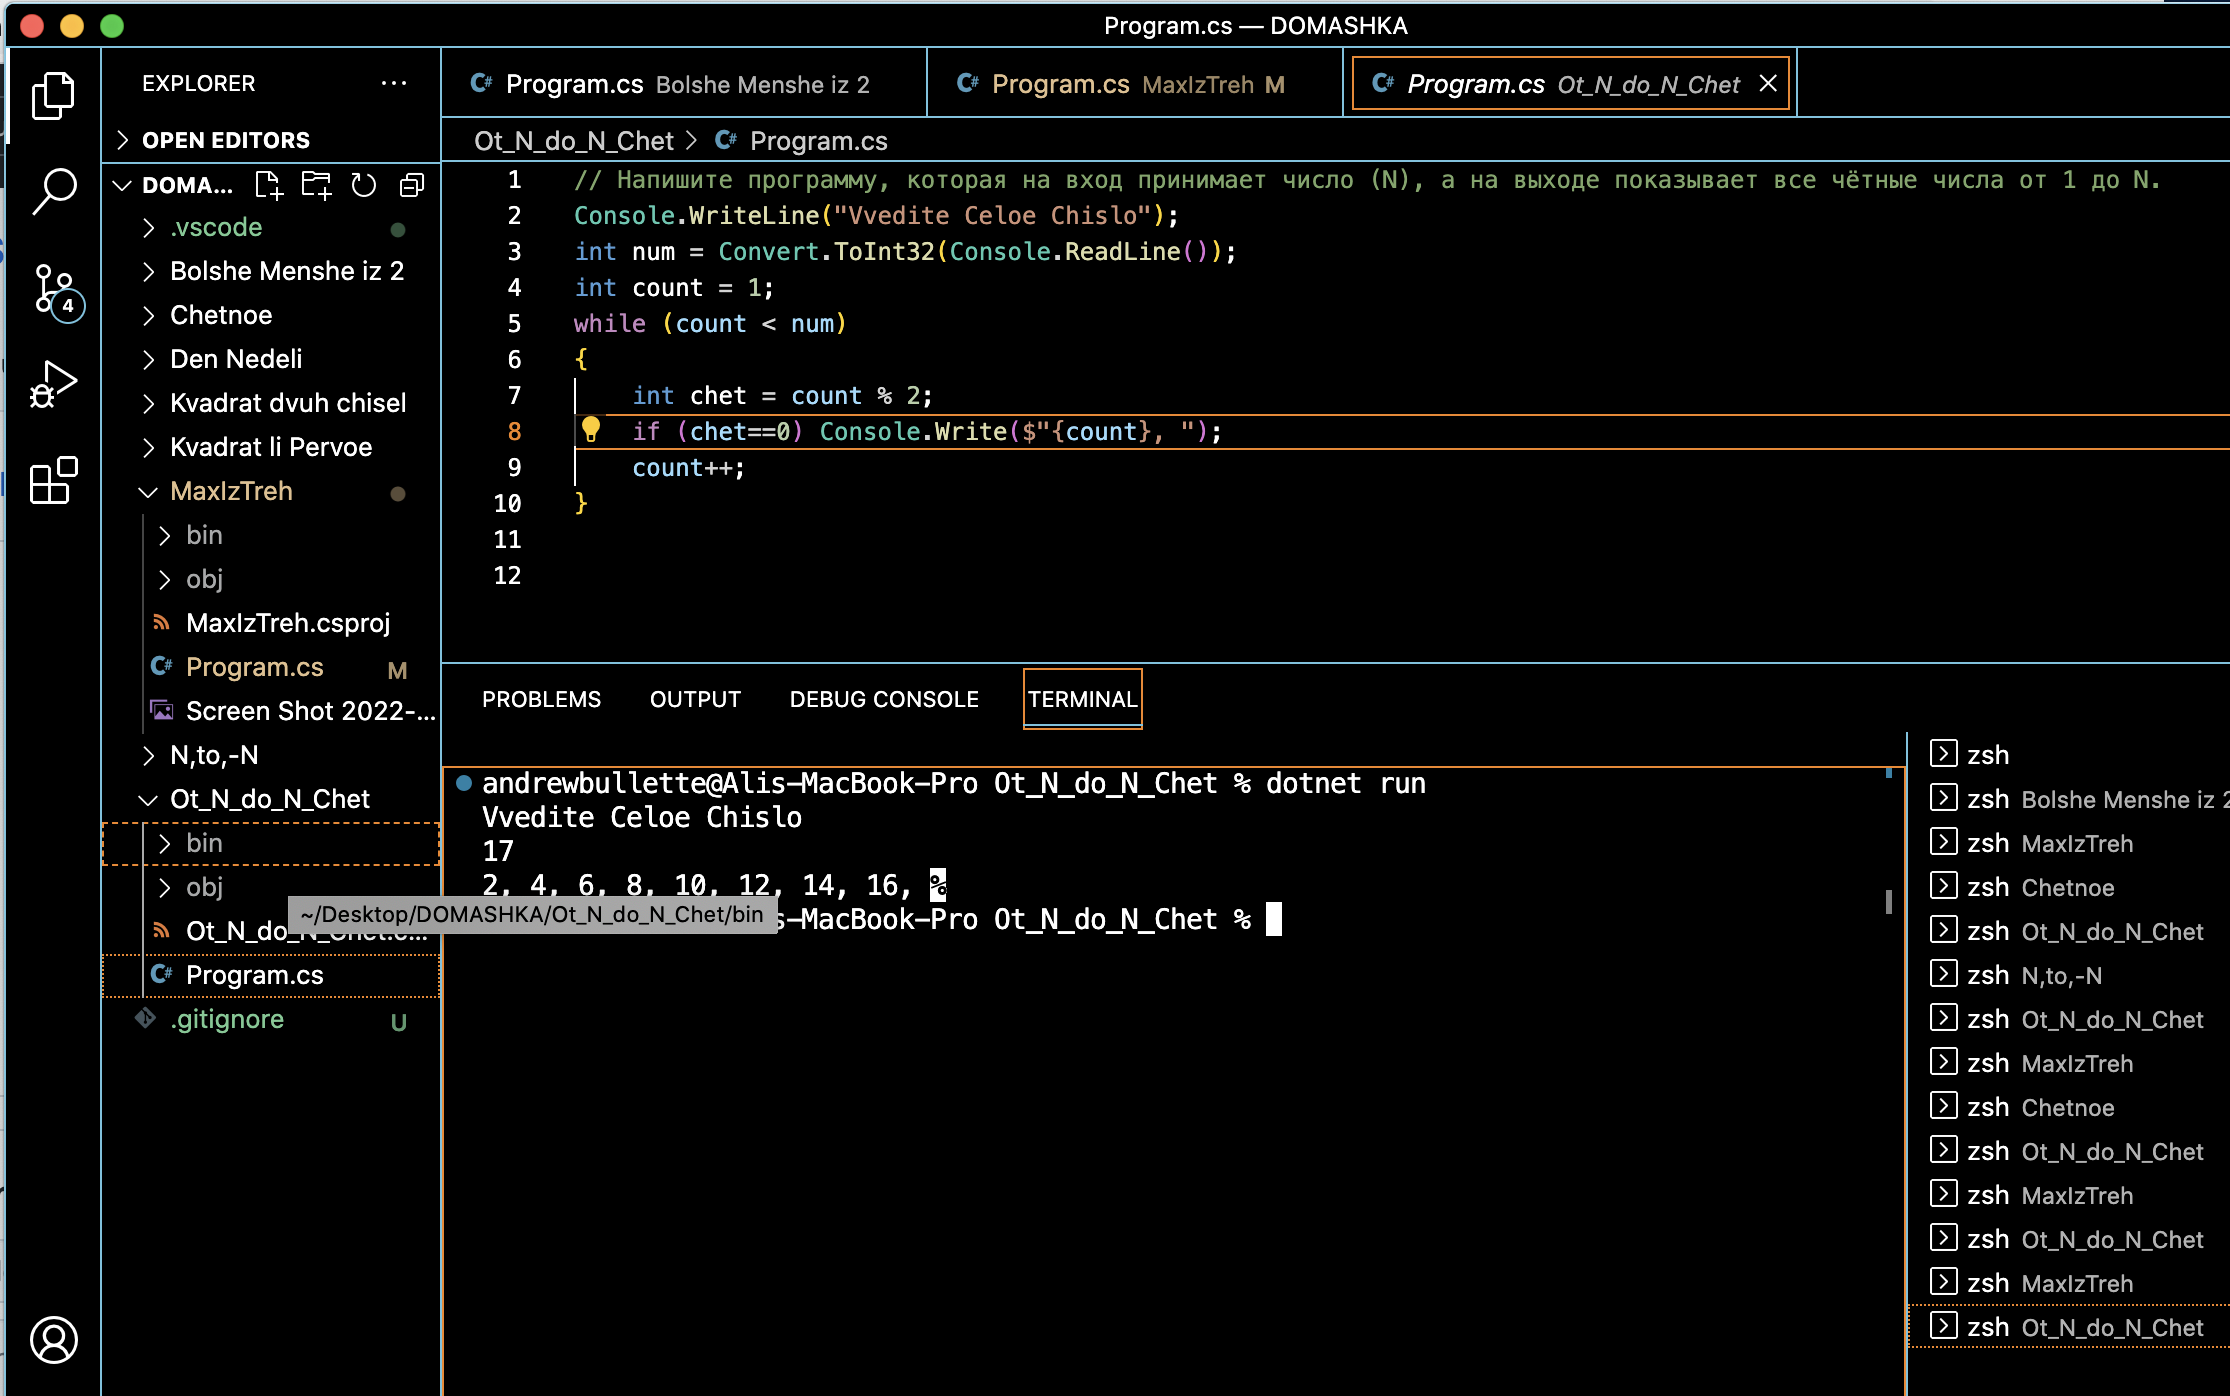 Program.cs — DOMASHKA
EXPLORER
OPEN EDITORS
DOMA...
.vscode
Bolshe Menshe iz 2
Chetnoe
Den Nedeli
Kvadrat dvuh chisel
Kvadrat li Pervoe
MaxIzTreh
bin
obj
MaxIzTreh.csproj
Program.cs M
Screen Shot 2022-...
N,to,-N
Ot_N_do_N_Chet
bin
obj
Program.cs
.gitignore U
4
Program.cs Bolshe Menshe iz 2
Program.cs MaxIzTreh M
Program.cs Ot_N_do_N_Chet
Ot_N_do_N_Chet > Program.cs
1 // Напишите программу, которая на вход принимает число (N), а на выходе показывает все чётные числа от 1 до N.
2 Console.WriteLine("Vvedite Celoe Chislo");
3 int num = Convert.ToInt32(Console.ReadLine());
4 int count = 1;
5 while (count < num)
6 {
7 int chet = count % 2;
8 if (chet==0) Console.Write($"{count}, ");
9 count++;
10 }
11
12
PROBLEMS OUTPUT DEBUG CONSOLE TERMINAL
andrewbullette@Alis-MacBook-Pro Ot_N_do_N_Chet % dotnet run
Vvedite Celoe Chislo
17
2, 4, 6, 8, 10, 12, 14, 16, %
~/Desktop/DOMASHKA/Ot_N_do_N_Chet/bin
s-MacBook-Pro Ot_N_do_N_Chet %
zsh
zsh Bolshe Menshe iz 2
zsh MaxIzTreh
zsh Chetnoe
zsh Ot_N_do_N_Chet
zsh N,to,-N
zsh Ot_N_do_N_Chet
zsh MaxIzTreh
zsh Chetnoe
zsh Ot_N_do_N_Chet
zsh MaxIzTreh
zsh Ot_N_do_N_Chet
zsh MaxIzTreh
zsh Ot_N_do_N_Chet